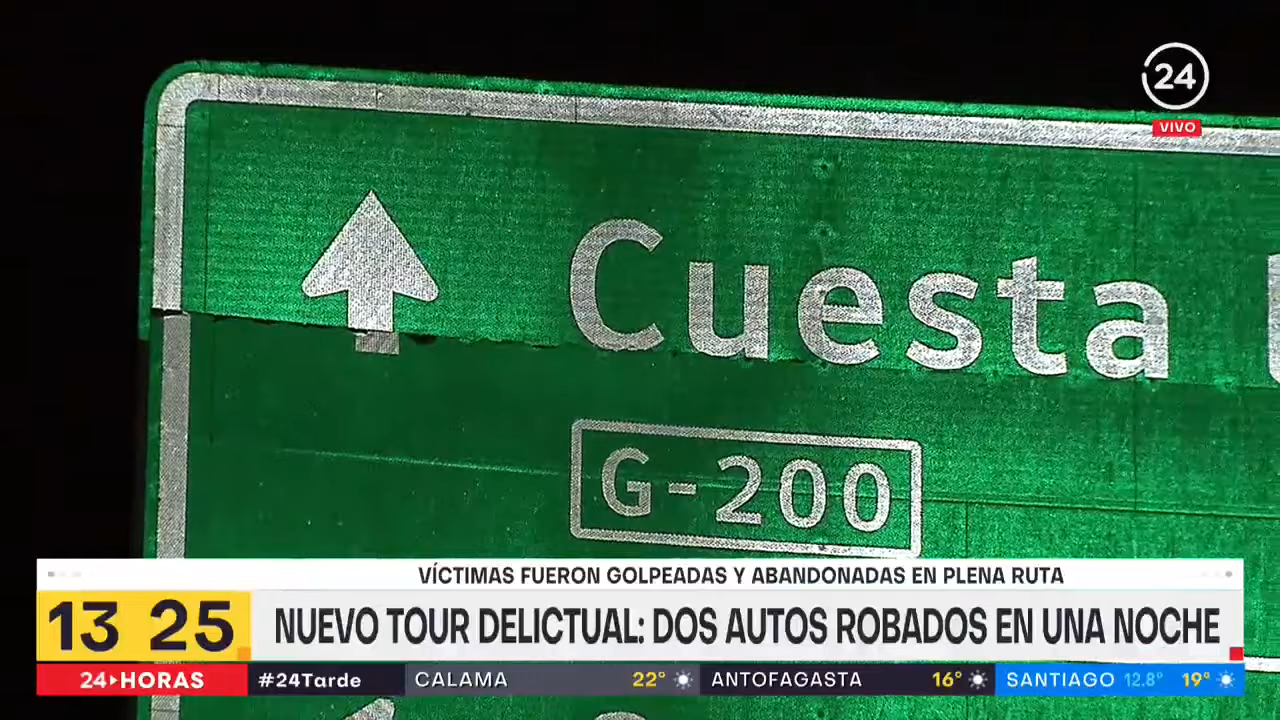 24
VIVO
Cuesta
G-200
VÍCTIMAS FUERON GOLPEADAS Y ABANDONADAS EN PLENA RUTA
13 25
NUEVO TOUR DELICTUAL: DOS AUTOS ROBADOS EN UNA NOCHE
24 HORAS
#24Tarde
CALAMA 22°
ANTOFAGASTA 16°
SANTIAGO 12.8° 19°